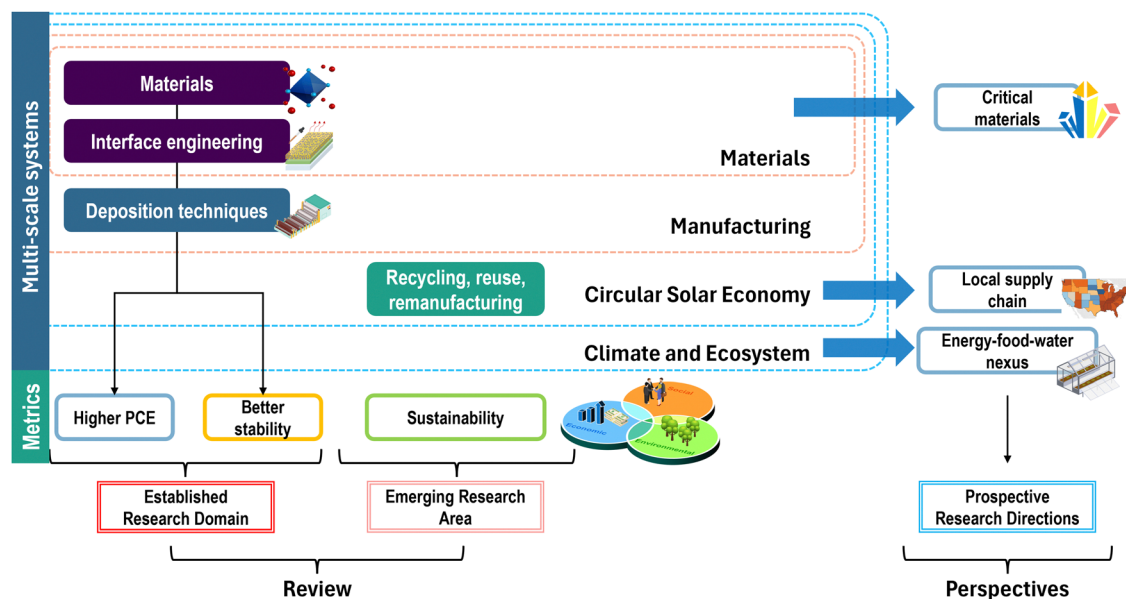 Multi-scale systems
Materials
Interface engineering
Materials
Critical
materials
Deposition techniques
Manufacturing
Recycling, reuse,
remanufacturing
Circular Solar Economy
Local supply
chain
Climate and Ecosystem
Energy-food-water
nexus
Metrics
Higher PCE
Better
stability
Sustainability
Social
Economic
Environmental
Established
Research Domain
Emerging Research
Area
Prospective
Research Directions
Review
Perspectives